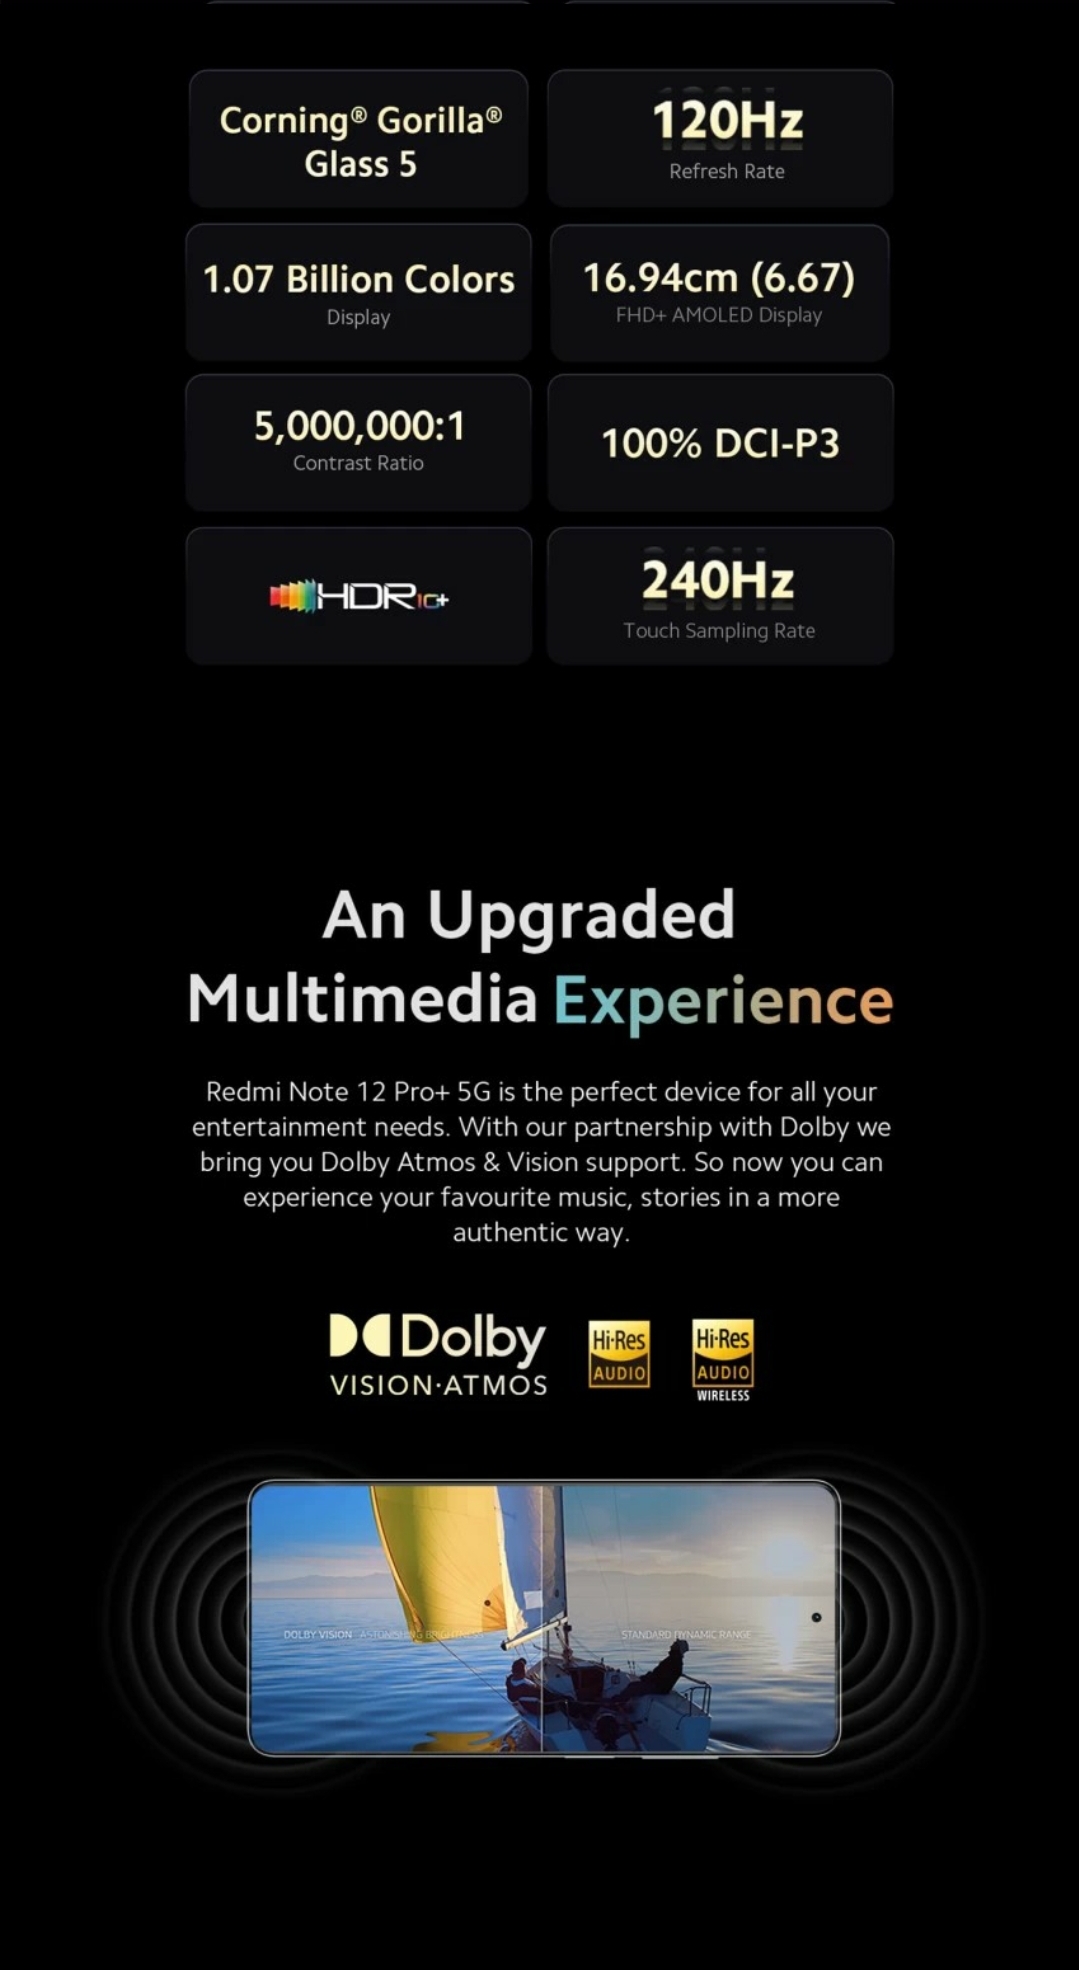 Corning® Gorilla®
Glass 5
120Hz
Refresh Rate
1.07 Billion Colors
Display
16.94cm (6.67)
FHD+ AMOLED Display
5,000,000:1
Contrast Ratio
100% DCI-P3
HDR10+
240Hz
Touch Sampling Rate
An Upgraded
Multimedia Experience
Redmi Note 12 Pro+ 5G is the perfect device for all your
entertainment needs. With our partnership with Dolby we
bring you Dolby Atmos & Vision support. So now you can
experience your favourite music, stories in a more
authentic way.
Dolby
VISION·ATMOS
Hi-Res
AUDIO
Hi-Res
AUDIO
WIRELESS
DOLBY VISION ASTONISHING BRIGHTNESS
STANDARD DYNAMIC RANGE